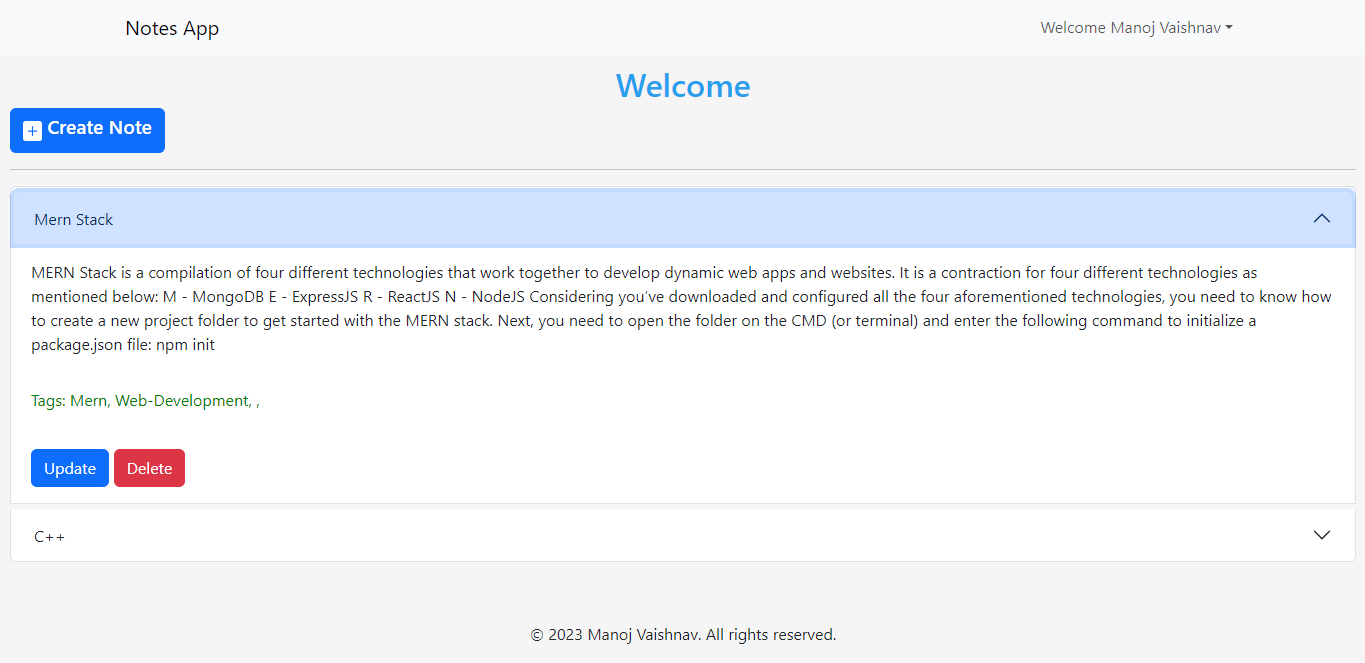 Notes App
Welcome Manoj Vaishnav
Welcome
Create Note
Mern Stack
MERN Stack is a compilation of four different technologies that work together to develop dynamic web apps and websites. It is a contraction for four different technologies as
mentioned below: M - MongoDB E - ExpressJS R - ReactJS N - NodeJS Considering you’ve downloaded and configured all the four aforementioned technologies, you need to know how
to create a new project folder to get started with the MERN stack. Next, you need to open the folder on the CMD (or terminal) and enter the following command to initialize a
package.json file: npm init
Tags: Mern, Web-Development, ,
Update Delete
C++
© 2023 Manoj Vaishnav. All rights reserved.